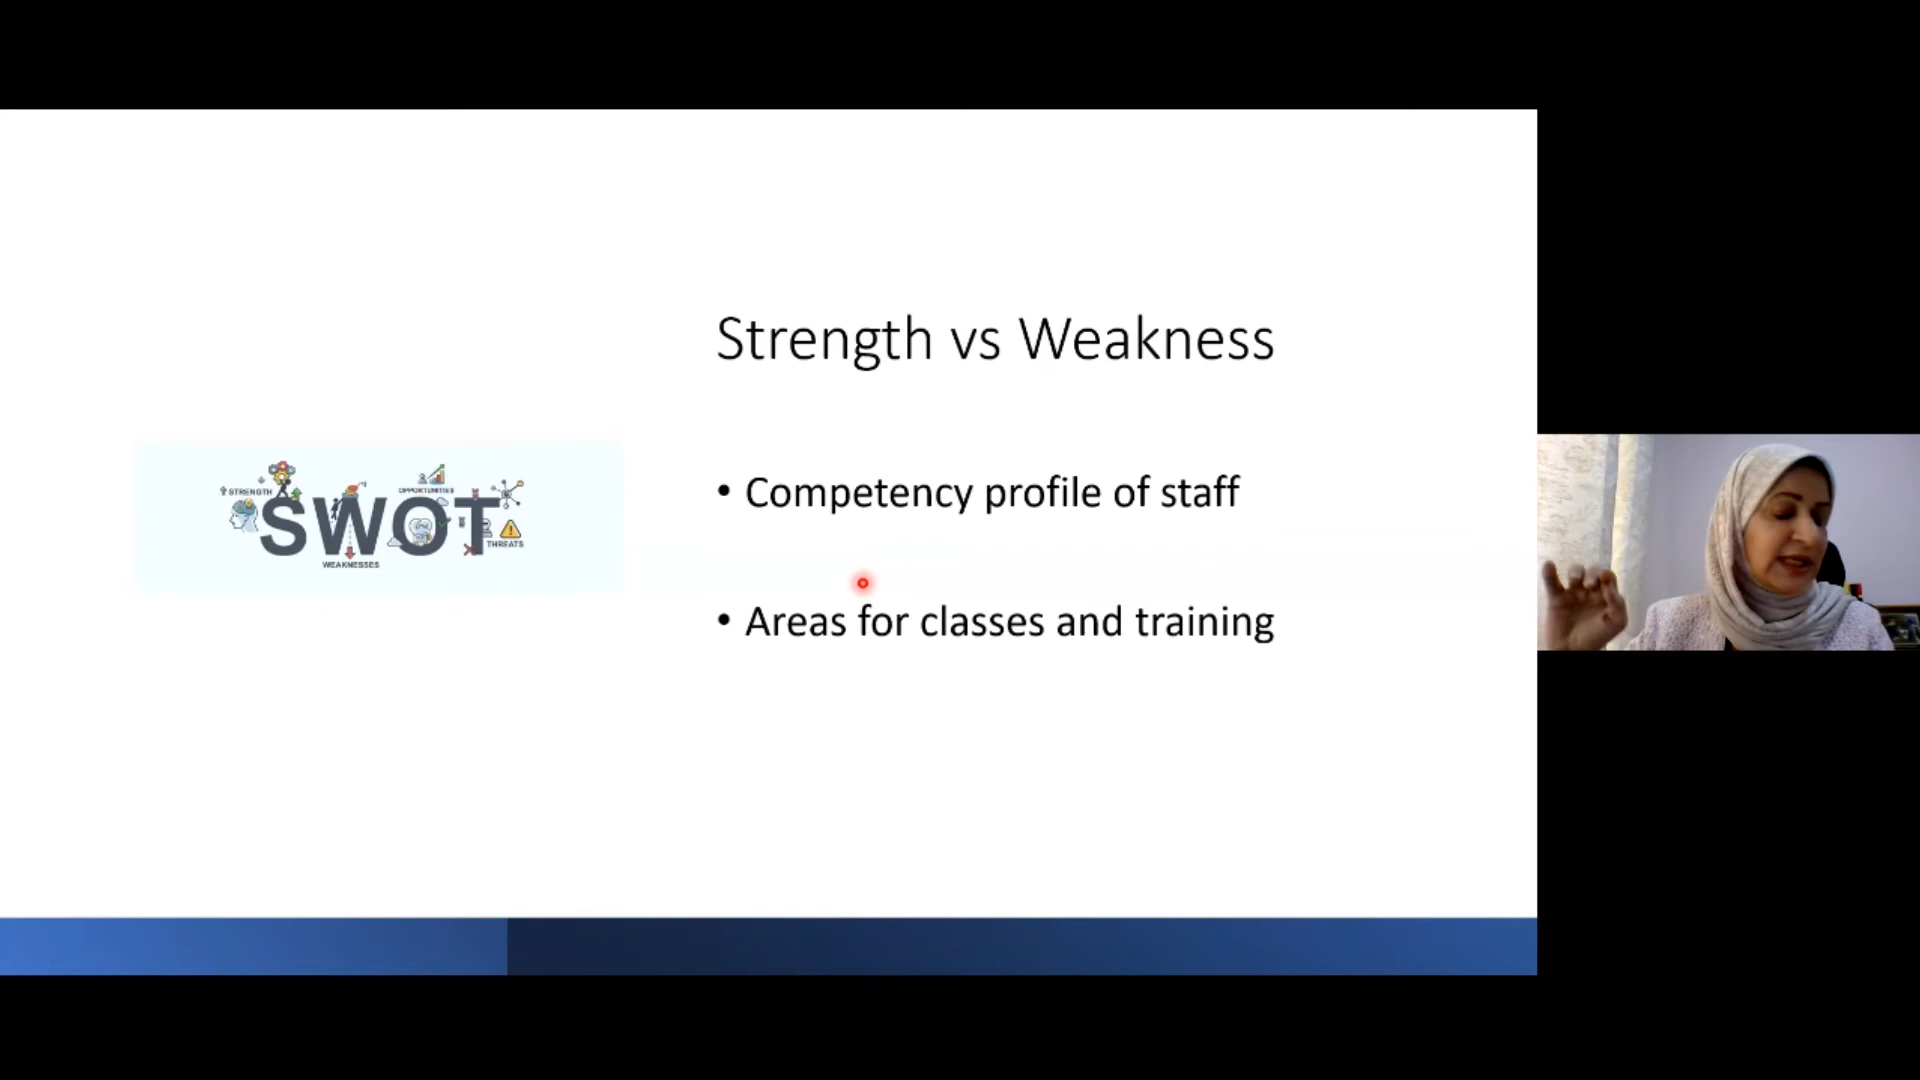 Strength vs Weakness
STRENGTH
OPPORTUNITIES
SWOT
THREATS
WEAKNESSES
• Competency profile of staff
• Areas for classes and training